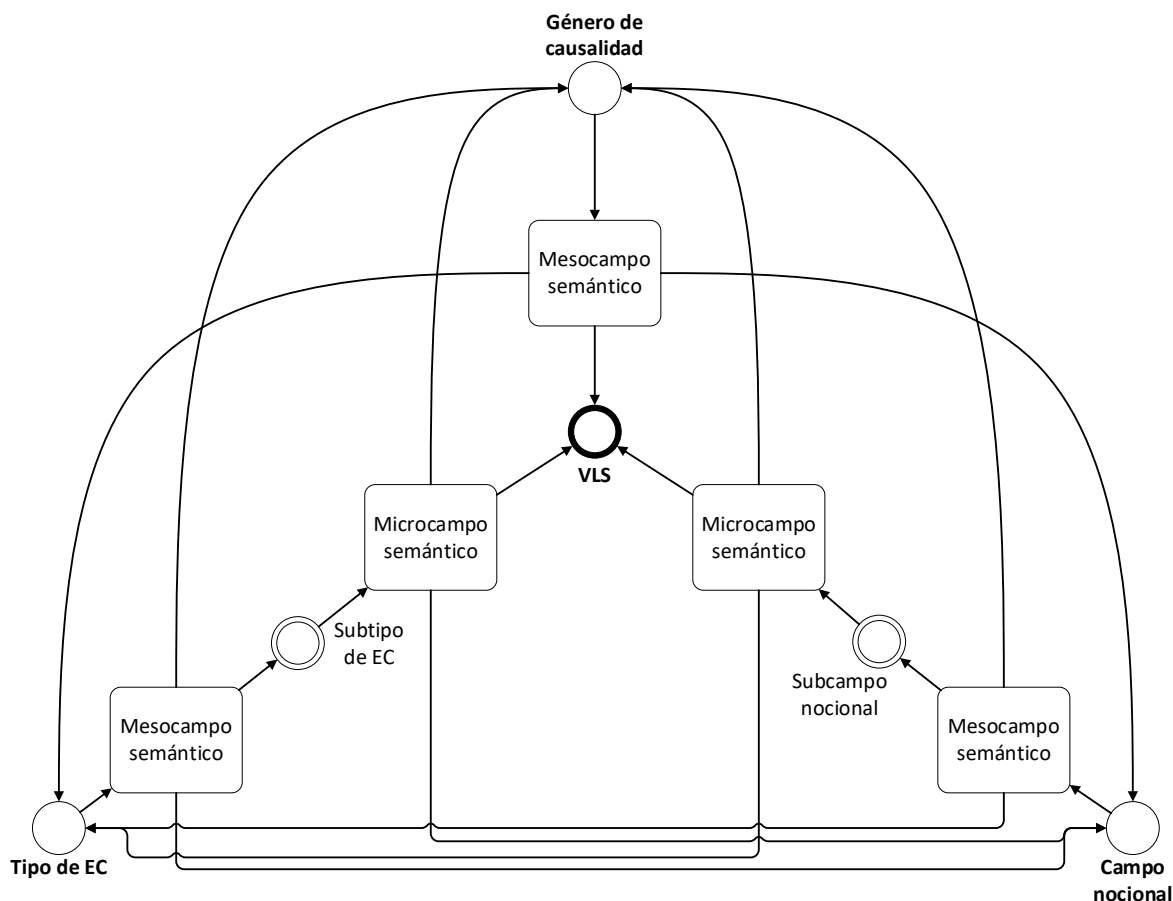 Género de
causalidad
Mesocampo
semántico
VLS
Microcampo
semántico
Microcampo
semántico
Subtipo
de EC
Subcampo
nocional
Mesocampo
semántico
Mesocampo
semántico
Tipo de EC
Campo
nocional